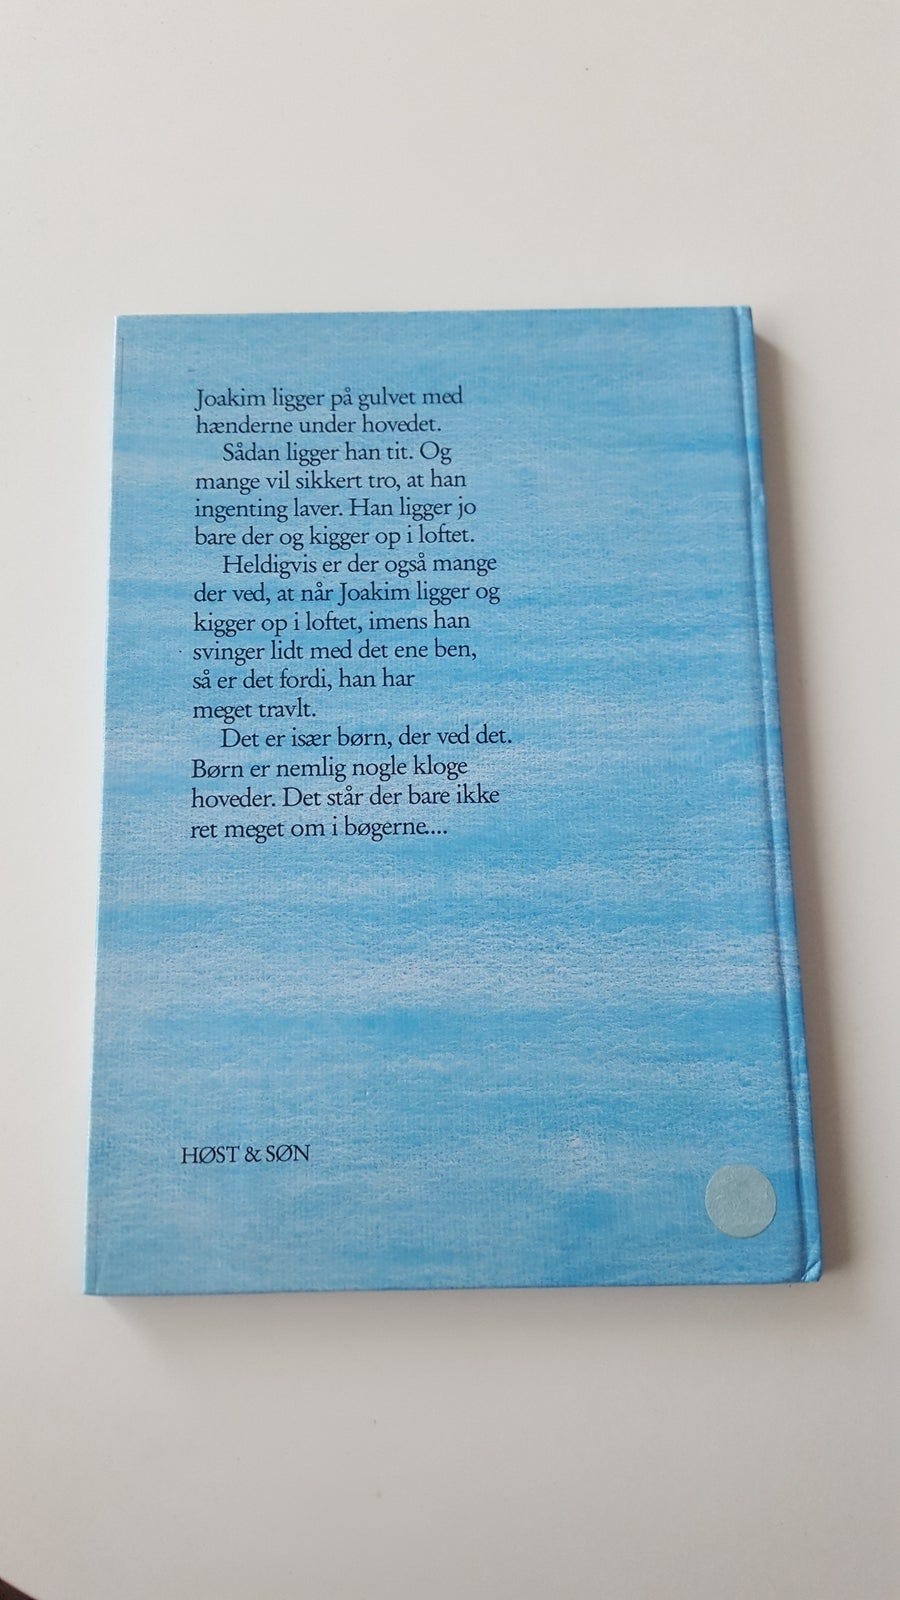 Joakim ligger på gulvet med
hænderne under hovedet.
Sådan ligger han tit. Og
mange vil sikkert tro, at han
ingenting laver. Han ligger jo
bare der og kigger op i loftet.
Heldigvis er der også mange
der ved, at når Joakim ligger og
kigger op i loftet, imens han
svinger lidt med det ene ben,
så er det fordi, han har
meget travlt.
Det er især børn, der ved det.
Børn er nemlig nogle kloge
hoveder. Det står der bare ikke
ret meget om i bøgerne....
HØST & SØN